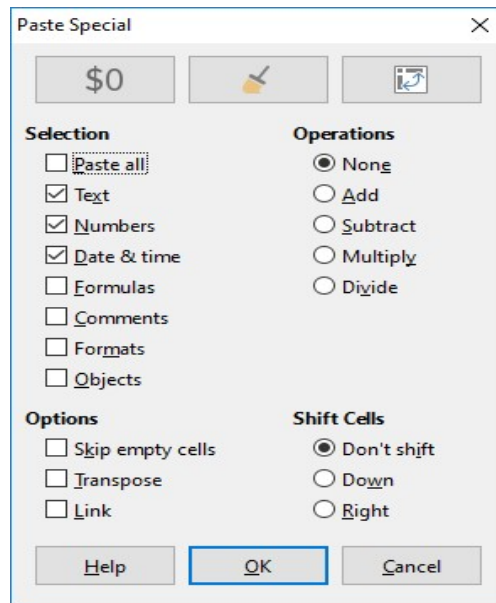 Paste Special
$0
Selection
Paste all
Text
Numbers
Date & time
Formulas
Comments
Formats
Objects
Operations
None
Add
Subtract
Multiply
Divide
Options
Skip empty cells
Transpose
Link
Shift Cells
Don't shift
Down
Right
Help
OK
Cancel